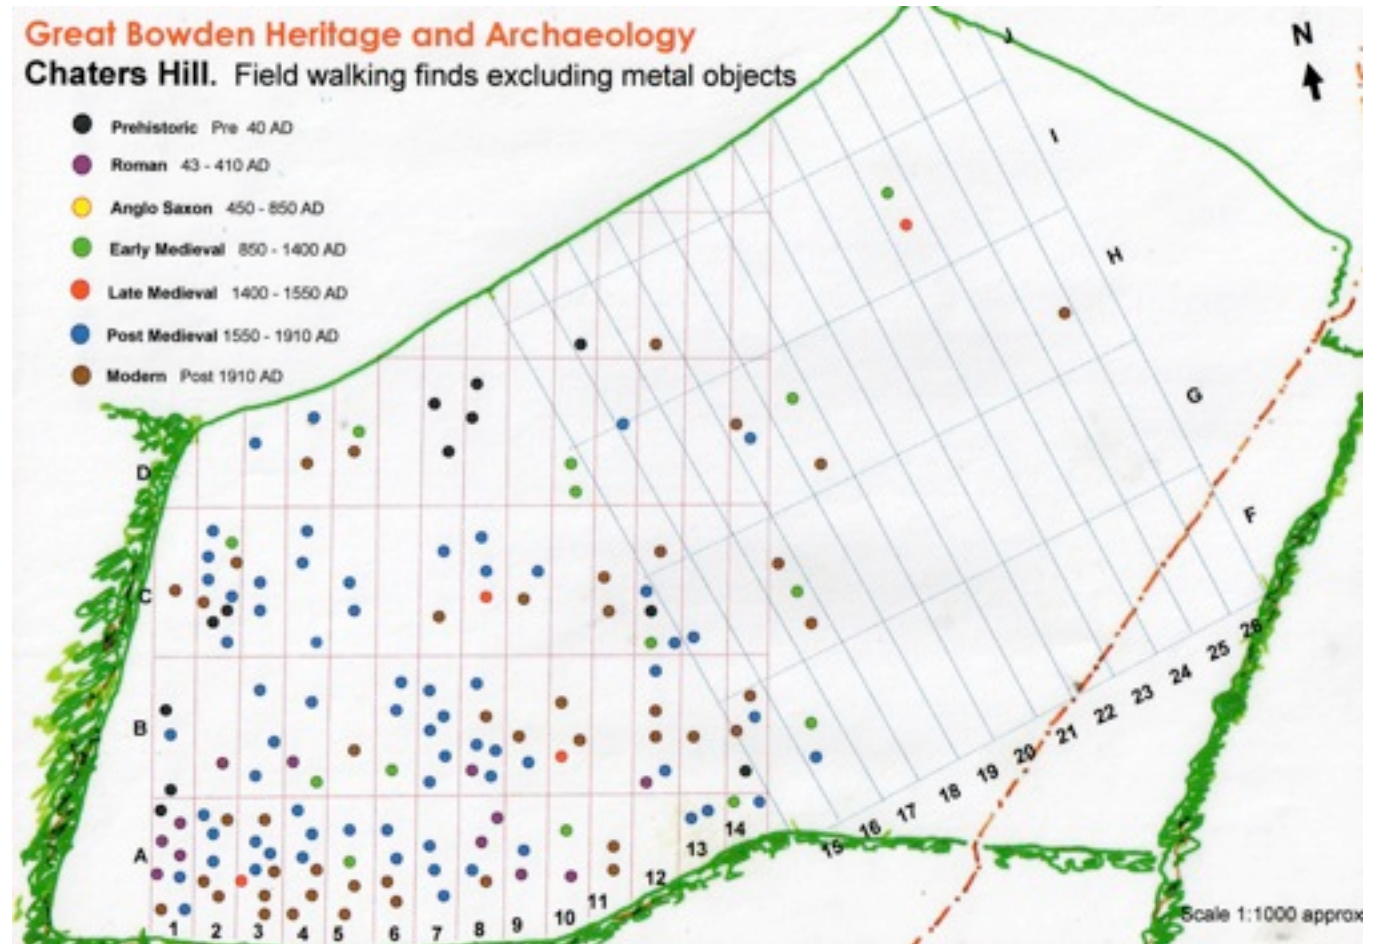 Great Bowden Heritage and Archaeology
Chaters Hill. Field walking finds excluding metal objects
N
Prehistoric Pre 40 AD
Roman 43 - 410 AD
Anglo Saxon 450 - 850 AD
Early Medieval 850 - 1400 AD
Late Medieval 1400 - 1550 AD
Post Medieval 1550 - 1910 AD
Modern Post 1910 AD
J
I
H
G
F
D
C
B
A
1 2 3 4 5 6 7 8 9 10 11 12 13 14 15 16 17 18 19 20 21 22 23 24 25 26
Scale 1:1000 approx